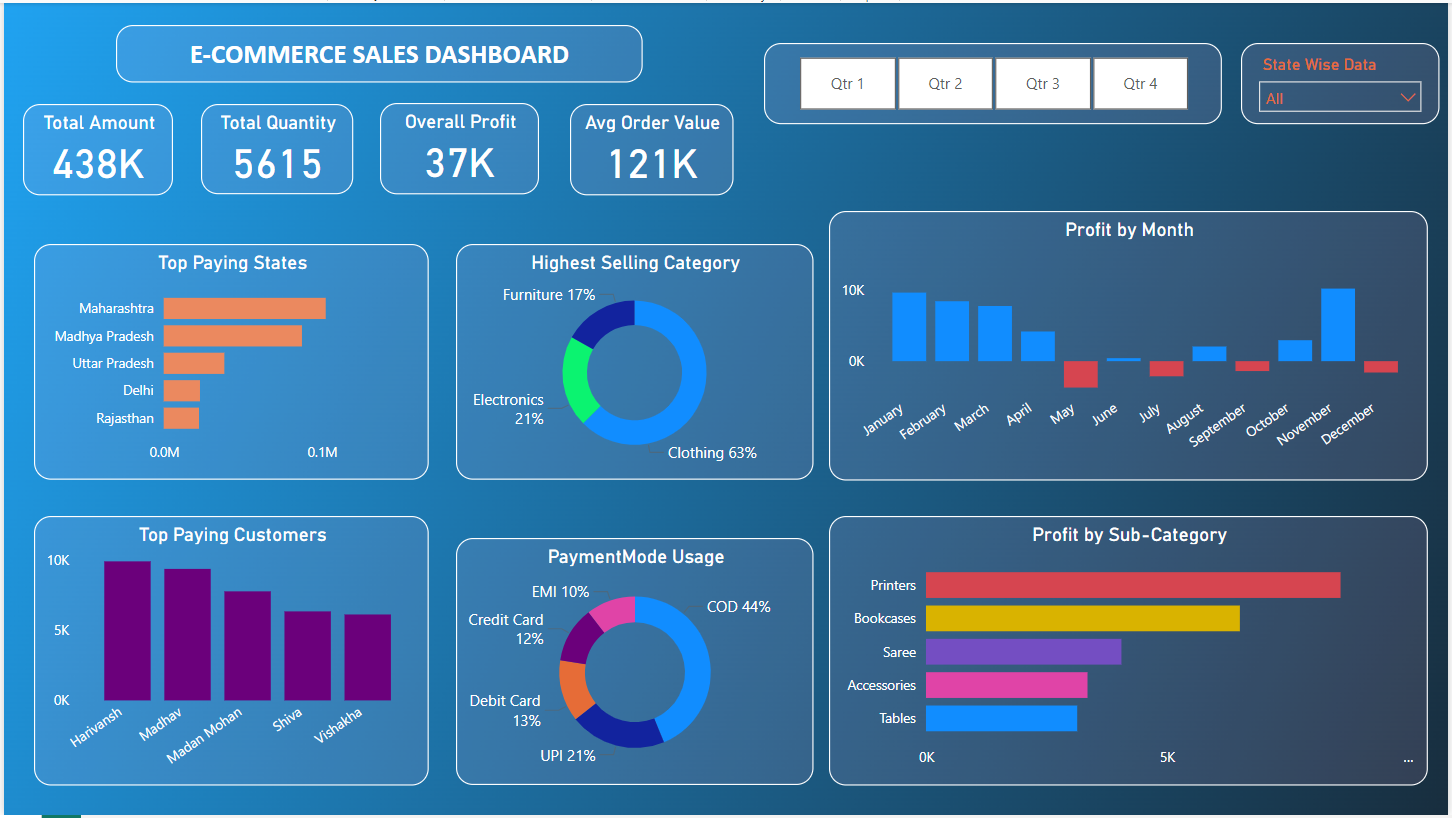 E-COMMERCE SALES DASHBOARD
Qtr 1
Qtr 2
Qtr 3
Qtr 4
State Wise Data
All
Total Amount
438K
Total Quantity
5615
Overall Profit
37K
Avg Order Value
121K
Top Paying States
Maharashtra
Madhya Pradesh
Uttar Pradesh
Delhi
Rajasthan
0.0M
0.1M
Highest Selling Category
Furniture 17%
Electronics
21%
Clothing 63%
Profit by Month
10K
0K
January
February
March
April
May
June
July
August
September
October
November
December
Top Paying Customers
10K
5K
0K
Harivansh
Madhav
Madan Mohan
Shiva
Vishakha
PaymentMode Usage
EMI 10%
COD 44%
Credit Card
12%
Debit Card
13%
UPI 21%
Profit by Sub-Category
Printers
Bookcases
Saree
Accessories
Tables
0K
5K
...